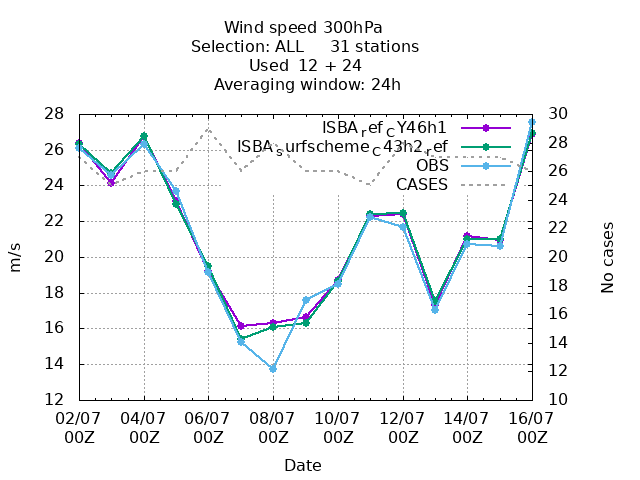 Wind speed 300hPa
Selection: ALL 31 stations
Used 12 + 24
Averaging window: 24h
ISBA_ref_CY46h1
ISBA_surfscheme_C43h2_ref
OBS
CASES
28
26
24
22
20
18
16
14
12
m/s
30
28
26
24
22
20
18
16
14
12
10
No cases
02/07 04/07 06/07 08/07 10/07 12/07 14/07 16/07
00Z 00Z 00Z 00Z 00Z 00Z 00Z 00Z
Date